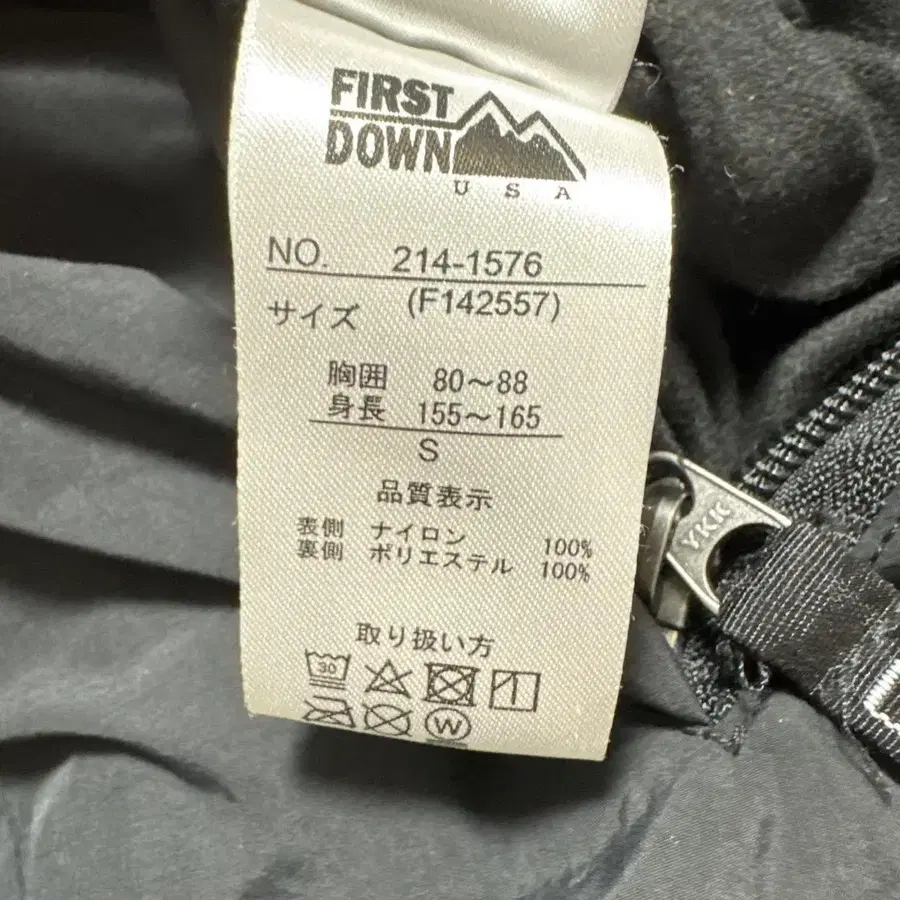 FIRST
DOWN
USA
NO. 214-1576
サイズ (F142557)
胸囲 80～88
身長 155～165
S
品質表示
表側 ナイロン 100%
裏側 ポリエステル 100%
取り扱い方
30
W
YKK